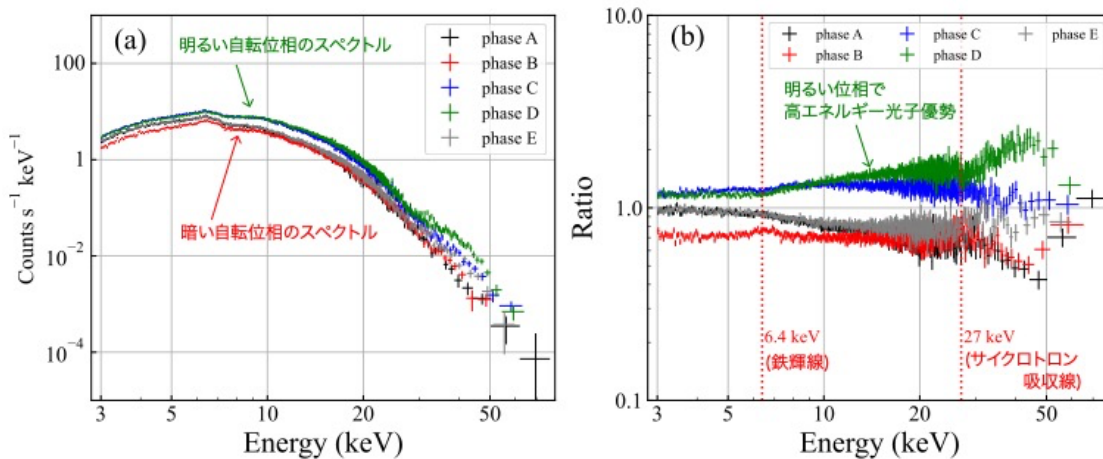 (a)
明るい自転位相のスペクトル
phase A
phase B
phase C
phase D
phase E
暗い自転位相のスペクトル
Counts s⁻¹ keV⁻¹
100
1
10⁻²
10⁻⁴
3
5
10
20
50
Energy (keV)
(b)
phase A
phase B
phase C
phase D
phase E
明るい位相で
高エネルギー光子優勢
Ratio
10.0
1.0
0.1
6.4 keV
(鉄輝線)
27 keV
(サイクロトロン
吸収線)
3
5
10
20
50
Energy (keV)